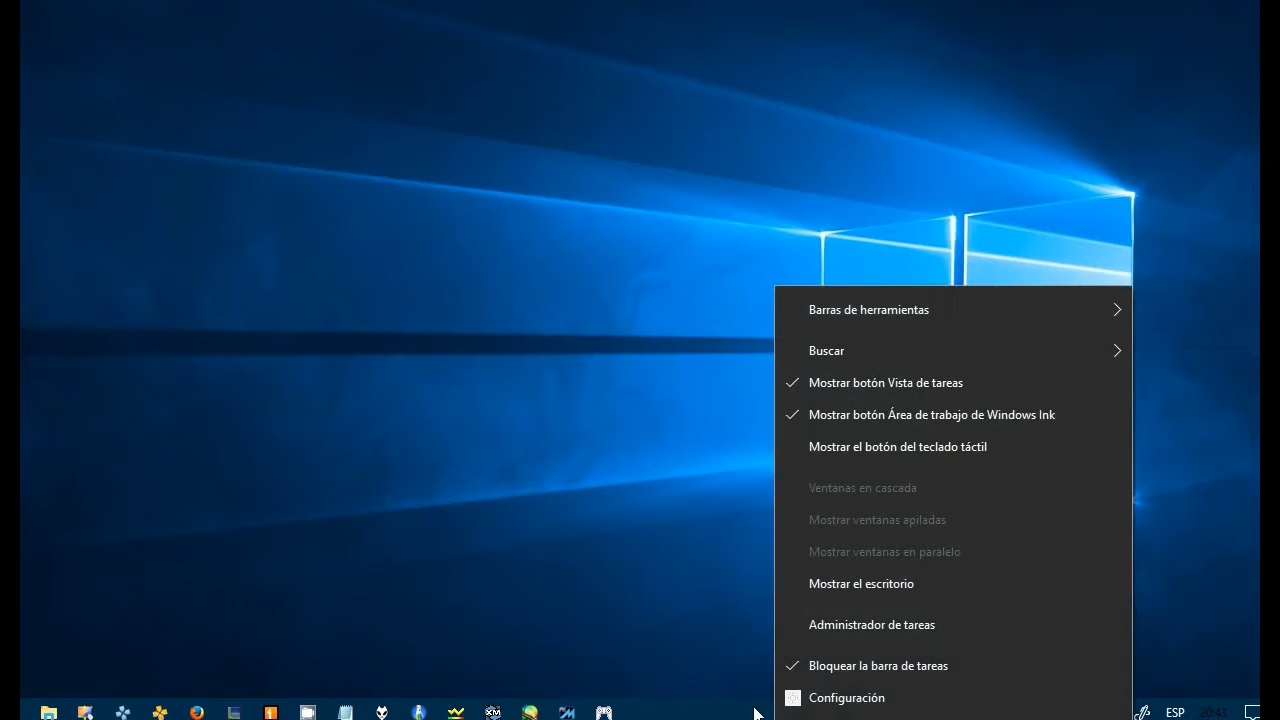 Barras de herramientas
Buscar
Mostrar botón Vista de tareas
Mostrar botón Área de trabajo de Windows Ink
Mostrar el botón del teclado táctil
Ventanas en cascada
Mostrar ventanas apiladas
Mostrar ventanas en paralelo
Mostrar el escritorio
Administrador de tareas
Bloquear la barra de tareas
Configuración
ESP 20:43